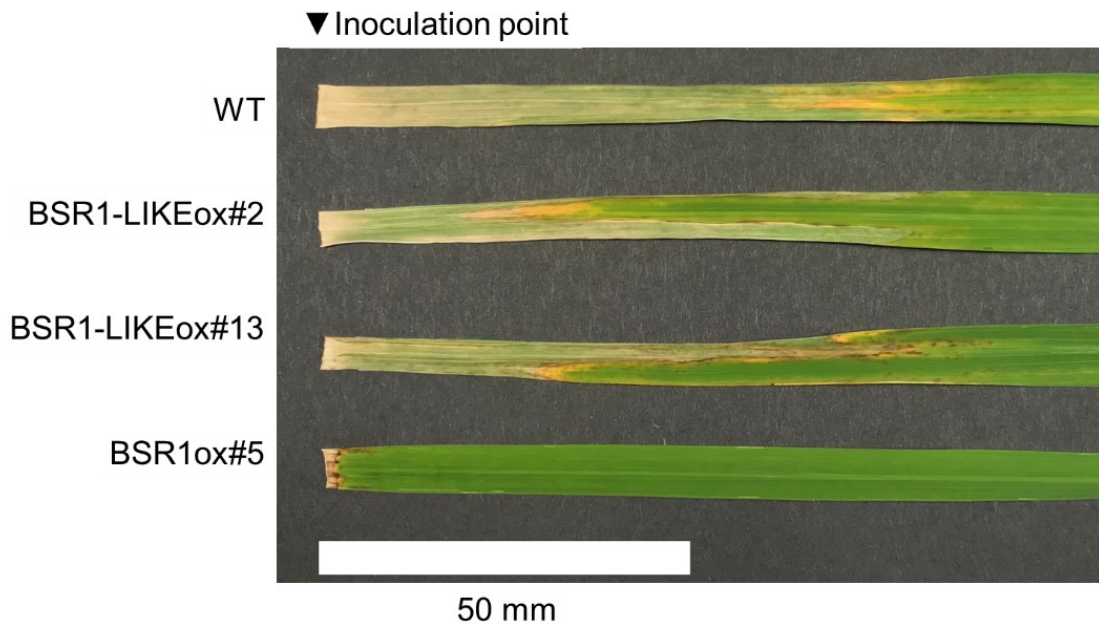 ▼Inoculation point
WT
BSR1-LIKEox#2
BSR1-LIKEox#13
BSR1ox#5
50 mm